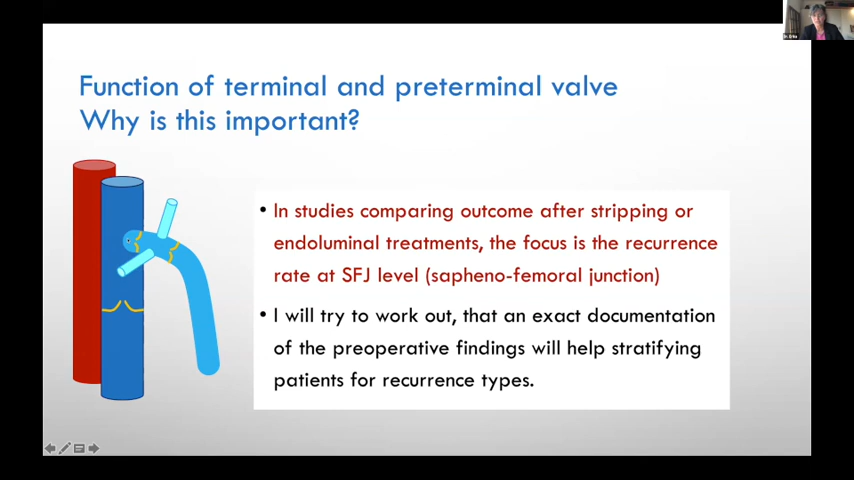 Function of terminal and preterminal valve
Why is this important?
• In studies comparing outcome after stripping or
endoluminal treatments, the focus is the recurrence
rate at SFJ level (sapheno-femoral junction)
• I will try to work out, that an exact documentation
of the preoperative findings will help stratifying
patients for recurrence types.